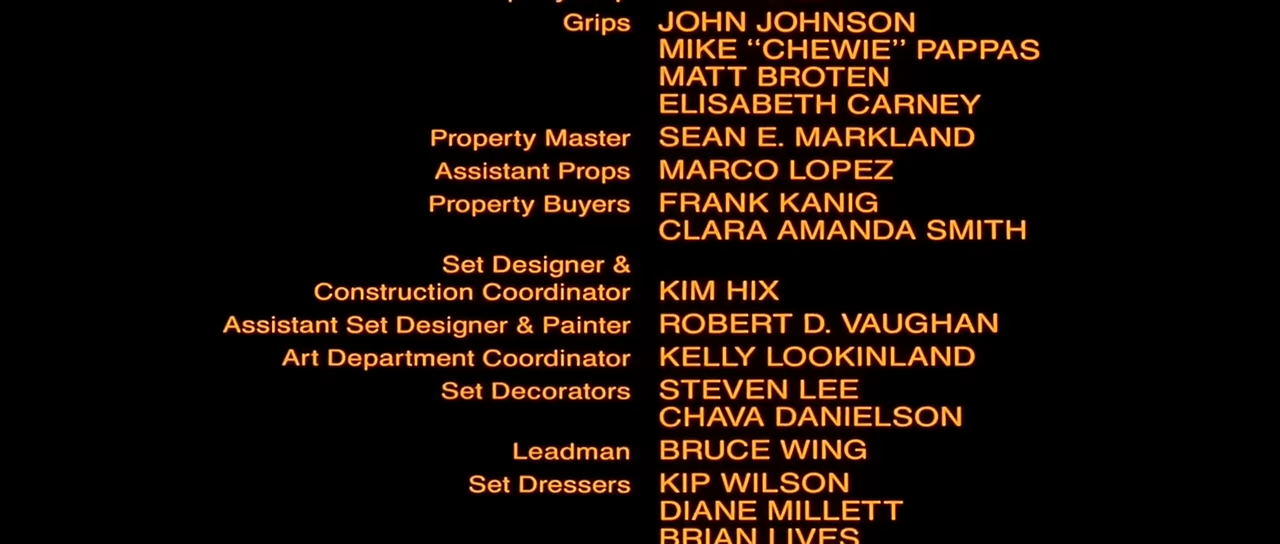 Grips JOHN JOHNSON
MIKE “CHEWIE” PAPPAS
MATT BROTEN
ELISABETH CARNEY
Property Master SEAN E. MARKLAND
Assistant Props MARCO LOPEZ
Property Buyers FRANK KANIG
CLARA AMANDA SMITH
Set Designer &
Construction Coordinator KIM HIX
Assistant Set Designer & Painter ROBERT D. VAUGHAN
Art Department Coordinator KELLY LOOKINLAND
Set Decorators STEVEN LEE
CHAVA DANIELSON
Leadman BRUCE WING
Set Dressers KIP WILSON
DIANE MILLETT
BRIAN LIVES